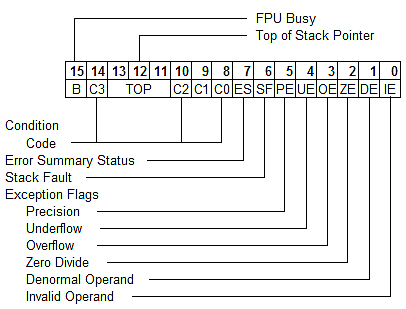 FPU Busy
Top of Stack Pointer
15 14 13 12 11 10 9 8 7 6 5 4 3 2 1 0
B C3 TOP C2 C1 C0 ES SF PE UE OE ZE DE IE
Condition
Code
Error Summary Status
Stack Fault
Exception Flags
Precision
Underflow
Overflow
Zero Divide
Denormal Operand
Invalid Operand